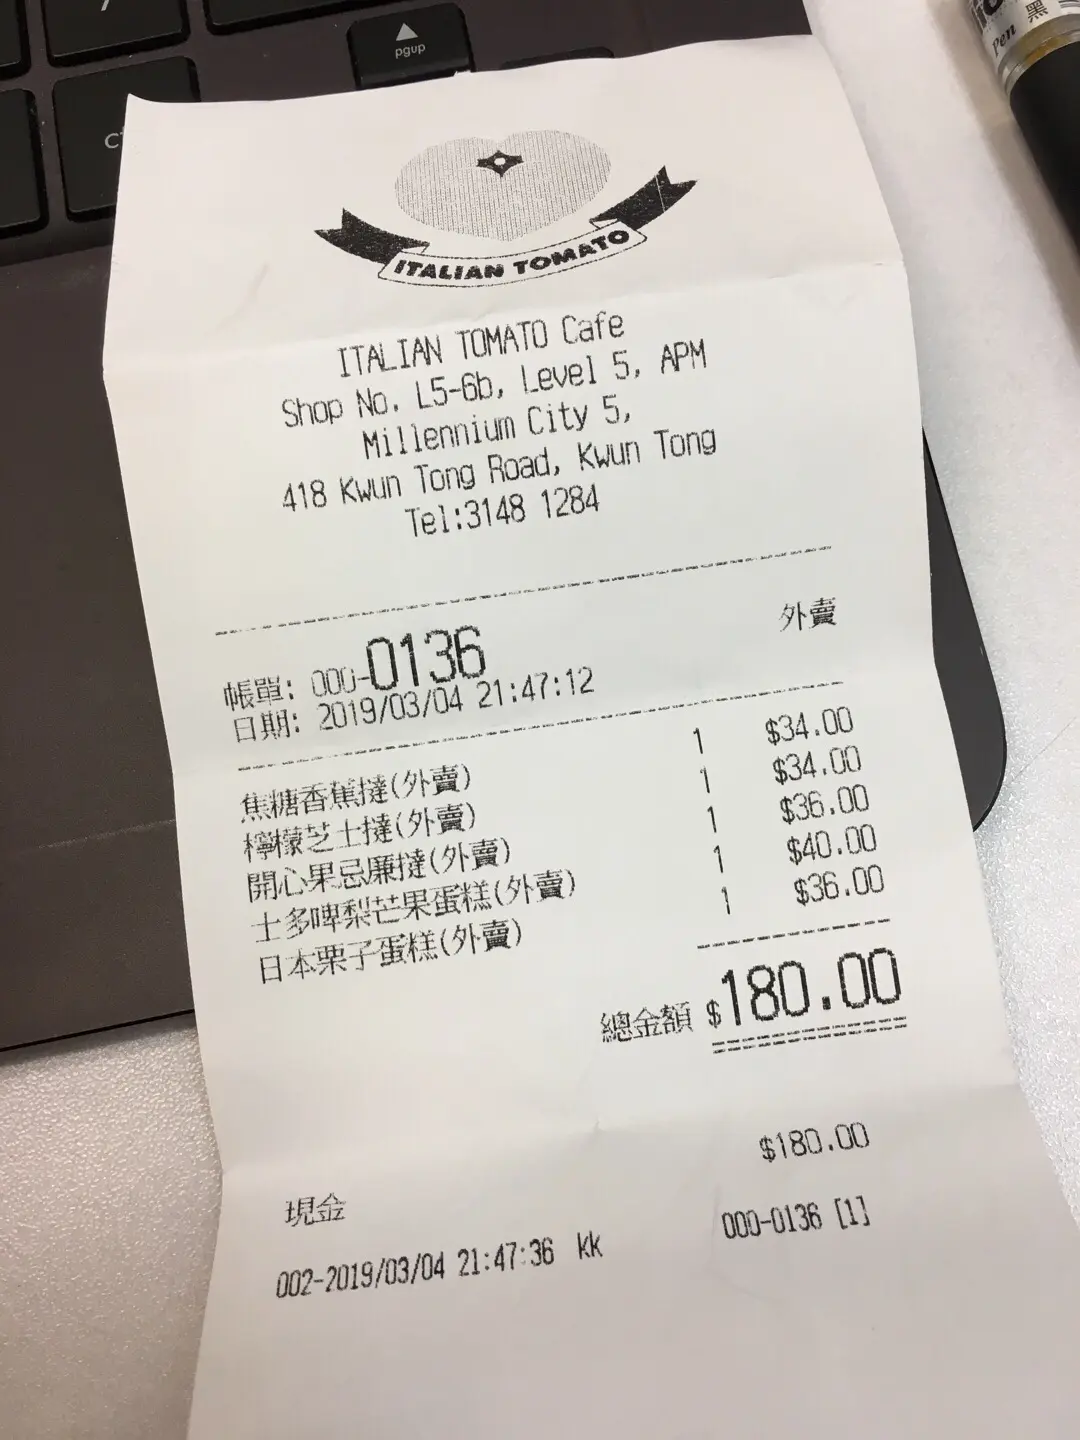 pgup
Pen 黑
ITALIAN TOMATO
ITALIAN TOMATO Cafe
Shop No. L5-6b, Level 5, APM
Millennium City 5,
418 Kwun Tong Road, Kwun Tong
Tel:3148 1284
外賣
帳單: 000-0136
日期: 2019/03/04 21:47:12
焦糖香蕉撻(外賣) 1 $34.00
檸檬芝士撻(外賣) 1 $34.00
開心果忌廉撻(外賣) 1 $36.00
士多啤梨芒果蛋糕(外賣) 1 $40.00
日本栗子蛋糕(外賣) 1 $36.00
總金額 $180.00
$180.00
現金
002-2019/03/04 21:47:36 kk 000-0136 [1]